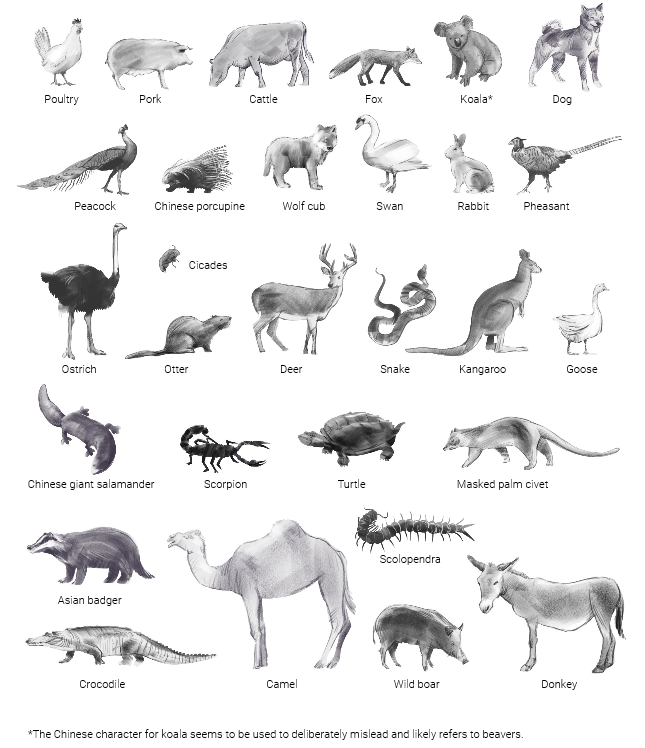 Poultry
Pork
Cattle
Fox
Koala*
Dog
Peacock
Chinese porcupine
Wolf cub
Swan
Rabbit
Pheasant
Cicades
Ostrich
Otter
Deer
Snake
Kangaroo
Goose
Chinese giant salamander
Scorpion
Turtle
Masked palm civet
Scolopendra
Asian badger
Crocodile
Camel
Wild boar
Donkey
*The Chinese character for koala seems to be used to deliberately mislead and likely refers to beavers.